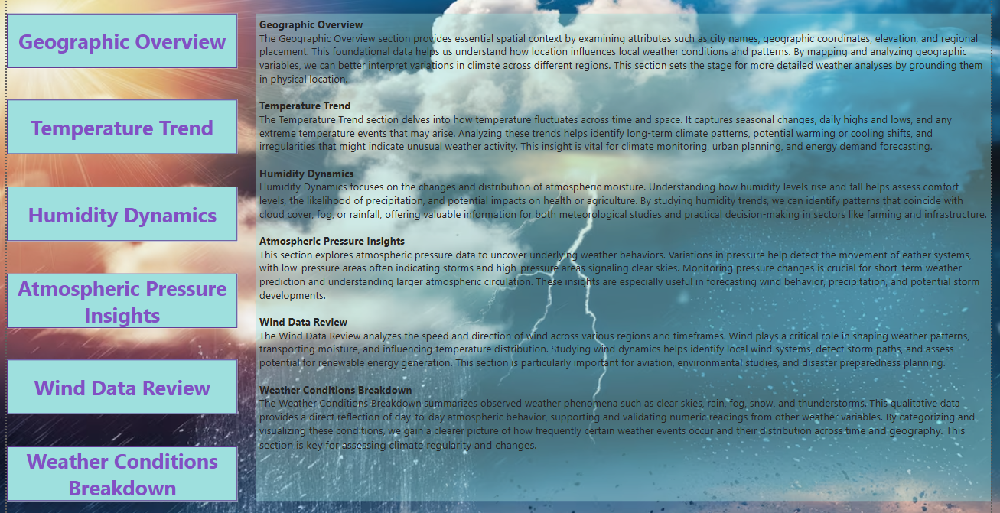 Geographic Overview
Temperature Trend
Humidity Dynamics
Atmospheric Pressure
Insights
Wind Data Review
Weather Conditions
Breakdown
Geographic Overview
The Geographic Overview section provides essential spatial context by examining attributes such as city names, geographic coordinates, elevation, and regional
placement. This foundational data helps us understand how location influences local weather conditions and patterns. By mapping and analyzing geographic
variables, we can better interpret variations in climate across different regions. This section sets the stage for more detailed weather analyses by grounding them
in physical location.
Temperature Trend
The Temperature Trend section delves into how temperature fluctuates across time and space. It captures seasonal changes, daily highs and lows, and any
extreme temperature events that may arise. Analyzing these trends helps identify long-term climate patterns, potential warming or cooling shifts, and
irregularities that might indicate unusual weather activity. This insight is vital for climate monitoring, urban planning, and energy demand forecasting.
Humidity Dynamics
Humidity Dynamics focuses on the changes and distribution of atmospheric moisture. Understanding how humidity levels rise and fall helps assess comfort
levels, the likelihood of precipitation, and potential impacts on health or agriculture. By studying humidity trends, we can identify patterns that coincide with
cloud cover, fog, or rainfall, offering valuable information for both meteorological studies and practical decision-making in sectors like farming and infrastructure.
Atmospheric Pressure Insights
This section explores atmospheric pressure data to uncover underlying weather behaviors. Variations in pressure help detect the movement of eather systems,
with low-pressure areas often indicating storms and high-pressure areas signaling clear skies. Monitoring pressure changes is crucial for short-term weather
prediction and understanding larger atmospheric circulation. These insights are especially useful in forecasting wind behavior, precipitation, and potential storm
developments.
Wind Data Review
The Wind Data Review analyzes the speed and direction of wind across various regions and timeframes. Wind plays a critical role in shaping weather patterns,
transporting moisture, and influencing temperature distribution. Studying wind dynamics helps identify local wind systems, detect storm paths, and assess
potential for renewable energy generation. This section is particularly important for aviation, environmental studies, and disaster preparedness planning.
Weather Conditions Breakdown
The Weather Conditions Breakdown summarizes observed weather phenomena such as clear skies, rain, fog, snow, and thunderstorms. This qualitative data
provides a direct reflection of day-to-day atmospheric behavior, supporting and validating numeric readings from other weather variables. By categorizing and
visualizing these conditions, we gain a clearer picture of how frequently certain weather events occur and their distribution across time and geography. This
section is key for assessing climate regularity and changes.